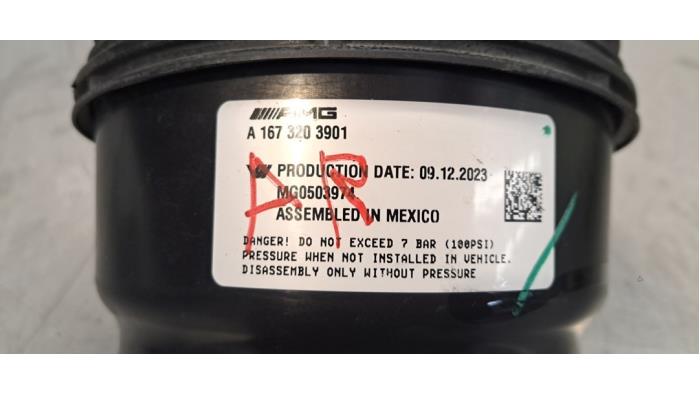 AMG
A 167 320 3901
AR
PRODUCTION DATE: 09.12.2023
MG0503974
ASSEMBLED IN MEXICO
DANGER! DO NOT EXCEED 7 BAR (100PSI)
PRESSURE WHEN NOT INSTALLED IN VEHICLE.
DISASSEMBLY ONLY WITHOUT PRESSURE